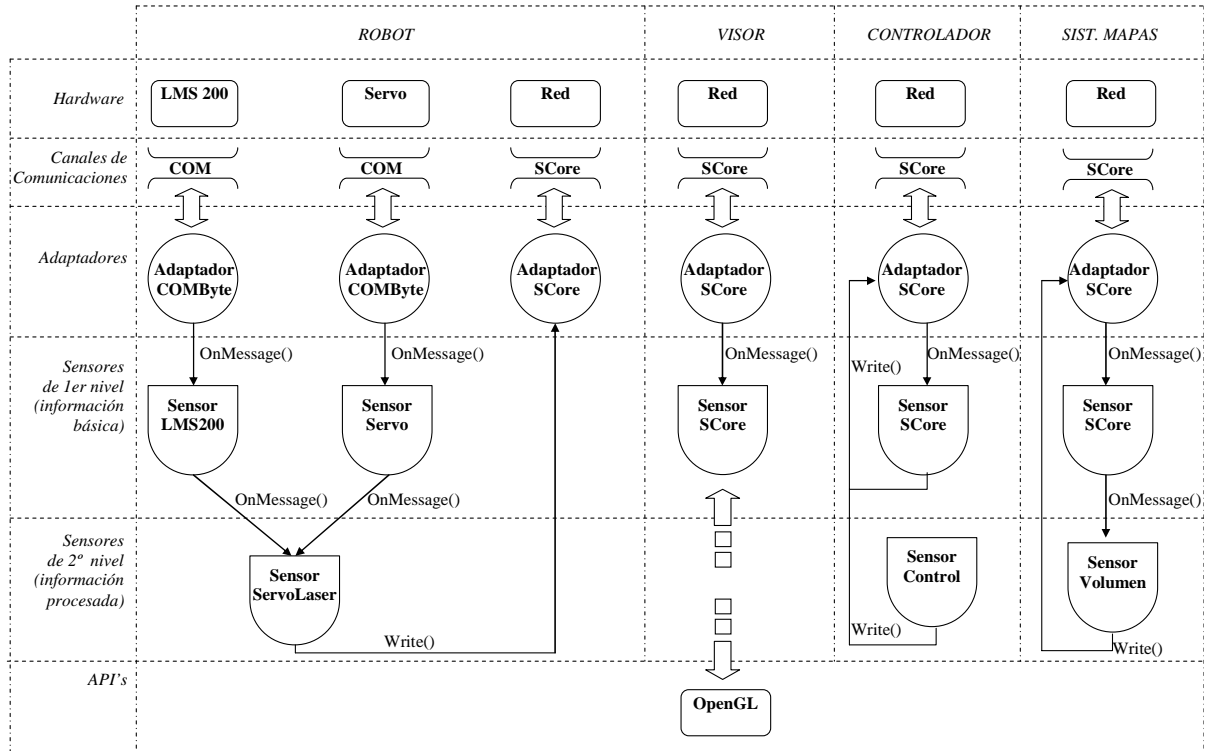 ROBOT
VISOR
CONTROLADOR
SIST. MAPAS
Hardware
LMS 200
Servo
Red
Red
Red
Red
Canales de
Comunicaciones
COM
COM
SCore
SCore
SCore
SCore
Adaptadores
Adaptador
COMByte
Adaptador
COMByte
Adaptador
SCore
Adaptador
SCore
Adaptador
SCore
Adaptador
SCore
OnMessage()
OnMessage()
OnMessage()
Write()
OnMessage()
OnMessage()
Sensores
de 1er nivel
(información
básica)
Sensor
LMS200
Sensor
Servo
Sensor
SCore
Sensor
SCore
Sensor
SCore
OnMessage()
OnMessage()
OnMessage()
Sensores
de 2º nivel
(información
procesada)
Sensor
ServoLaser
Sensor
Control
Sensor
Volumen
Write()
Write()
Write()
API's
OpenGL